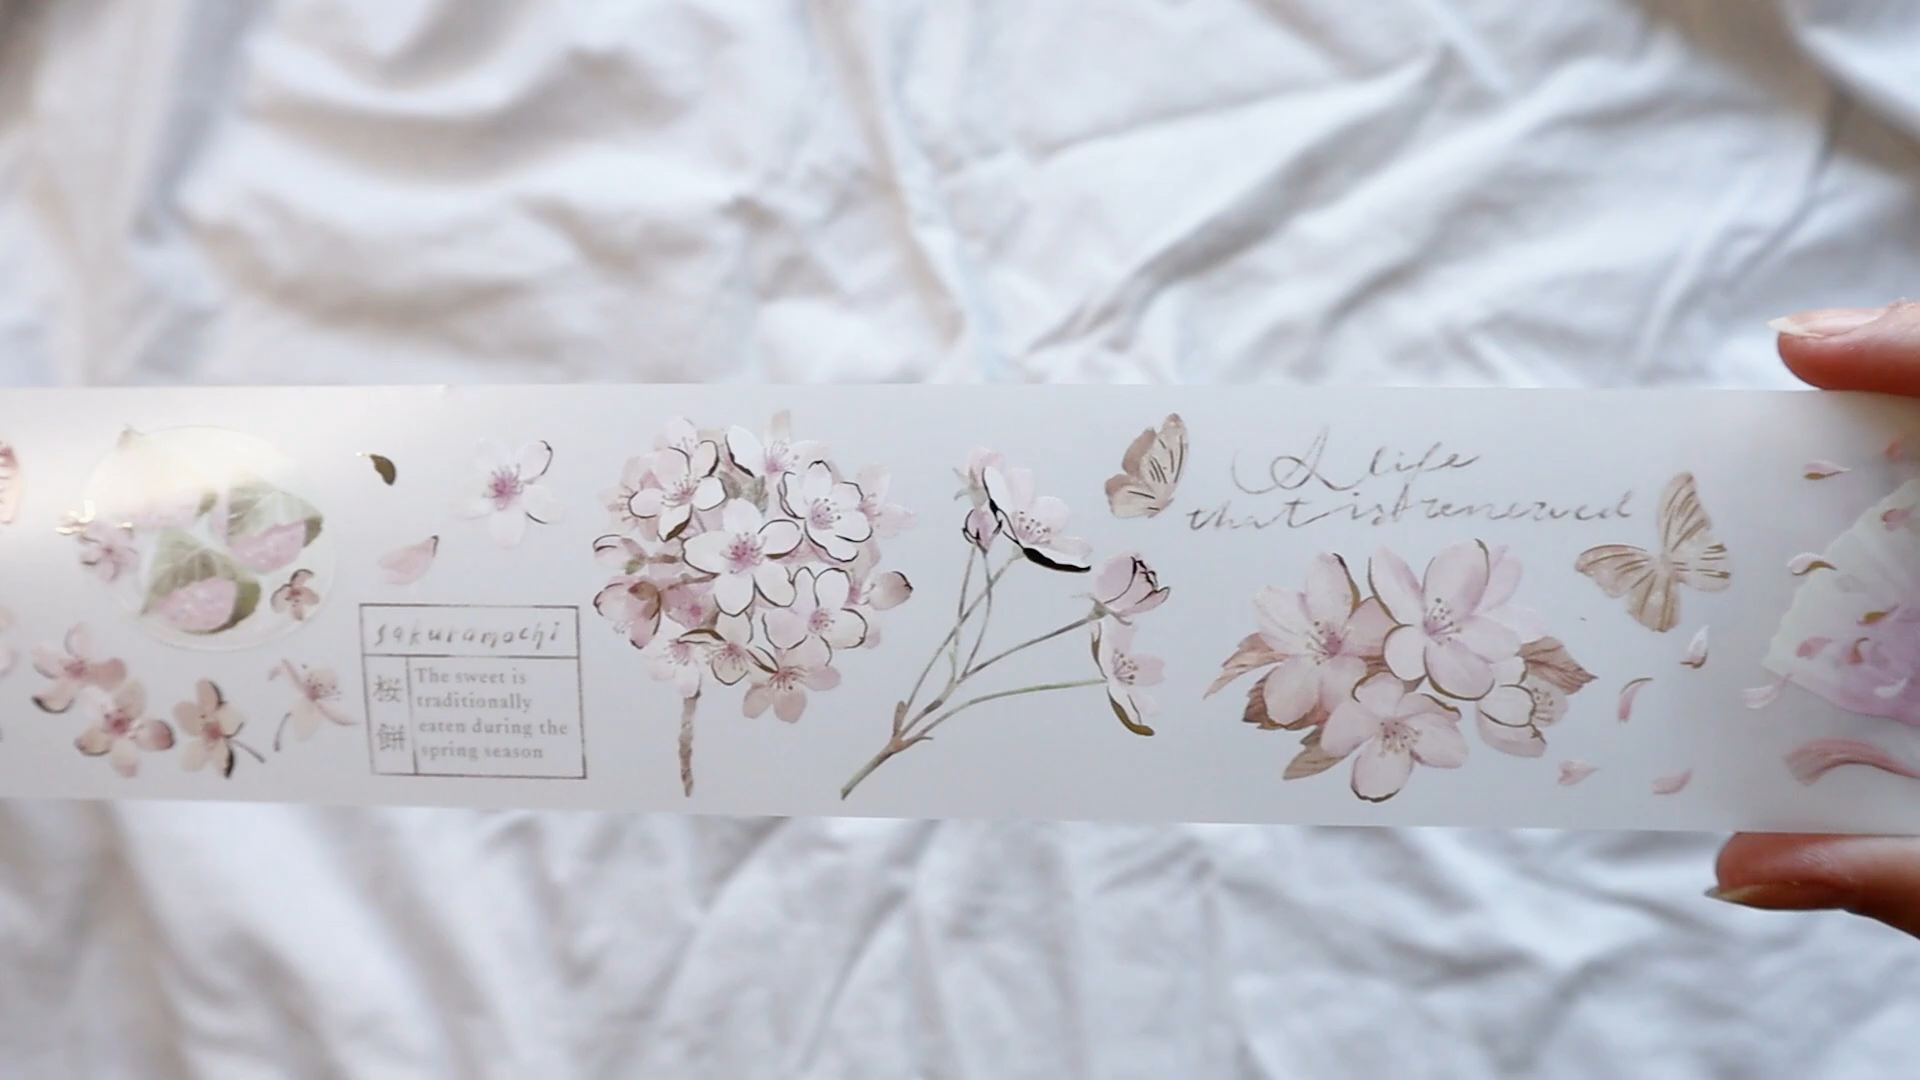 sakuramochi
桜餅
The sweet is
traditionally
eaten during the
spring season
A life
that is renewed